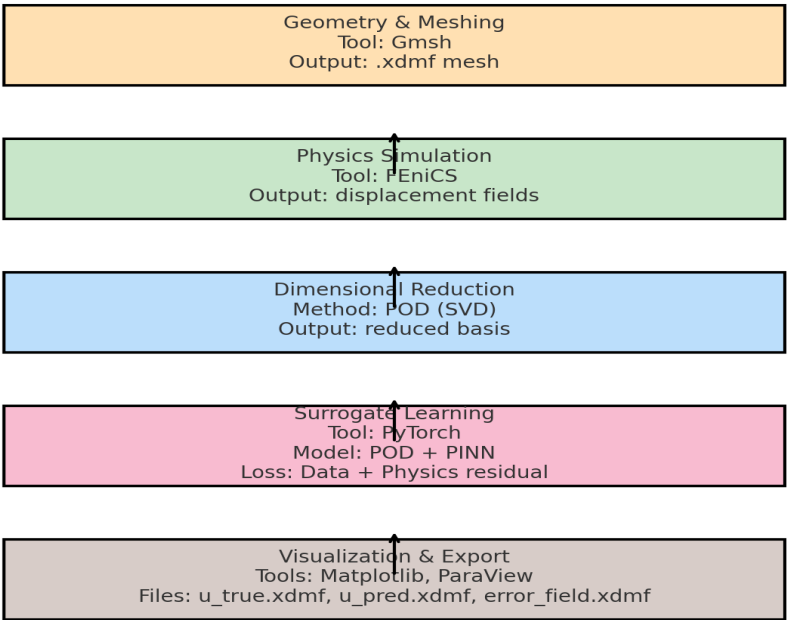 Geometry & Meshing
Tool: Gmsh
Output: .xdmf mesh
Physics Simulation
Tool: FEniCS
Output: displacement fields
Dimensional Reduction
Method: POD (SVD)
Output: reduced basis
Surrogate Learning
Tool: PyTorch
Model: POD + PINN
Loss: Data + Physics residual
Visualization & Export
Tools: Matplotlib, ParaView
Files: u_true.xdmf, u_pred.xdmf, error_field.xdmf